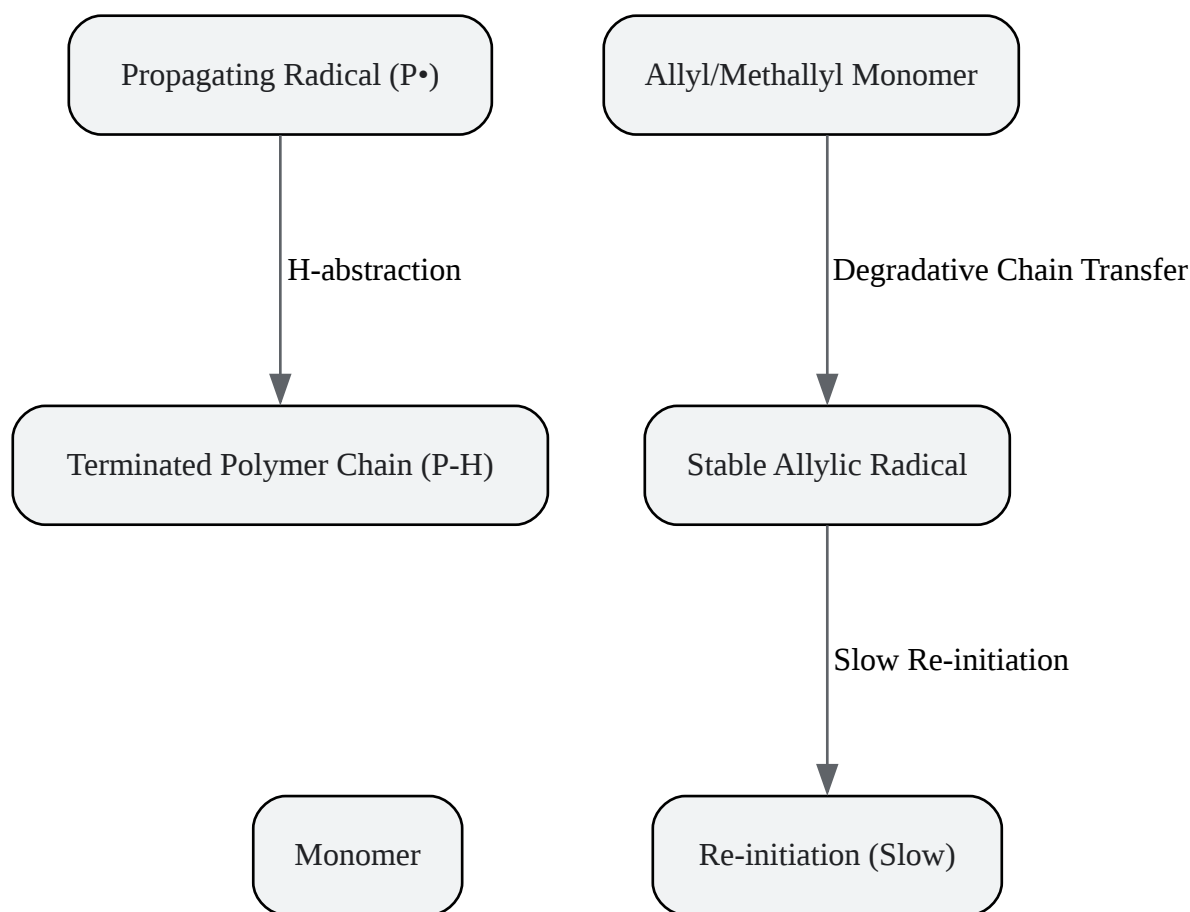 Propagating Radical (P•)
Allyl/Methallyl Monomer
H-abstraction
Degradative Chain Transfer
Terminated Polymer Chain (P-H)
Stable Allylic Radical
Slow Re-initiation
Monomer
Re-initiation (Slow)